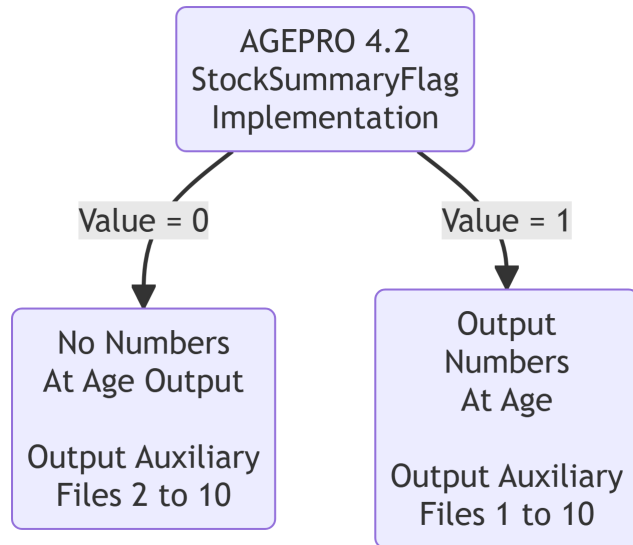 AGEPRO 4.2
StockSummaryFlag
Implementation
Value = 0
Value = 1
No Numbers
At Age Output
Output Auxiliary
Files 2 to 10
Output
Numbers
At Age
Output Auxiliary
Files 1 to 10